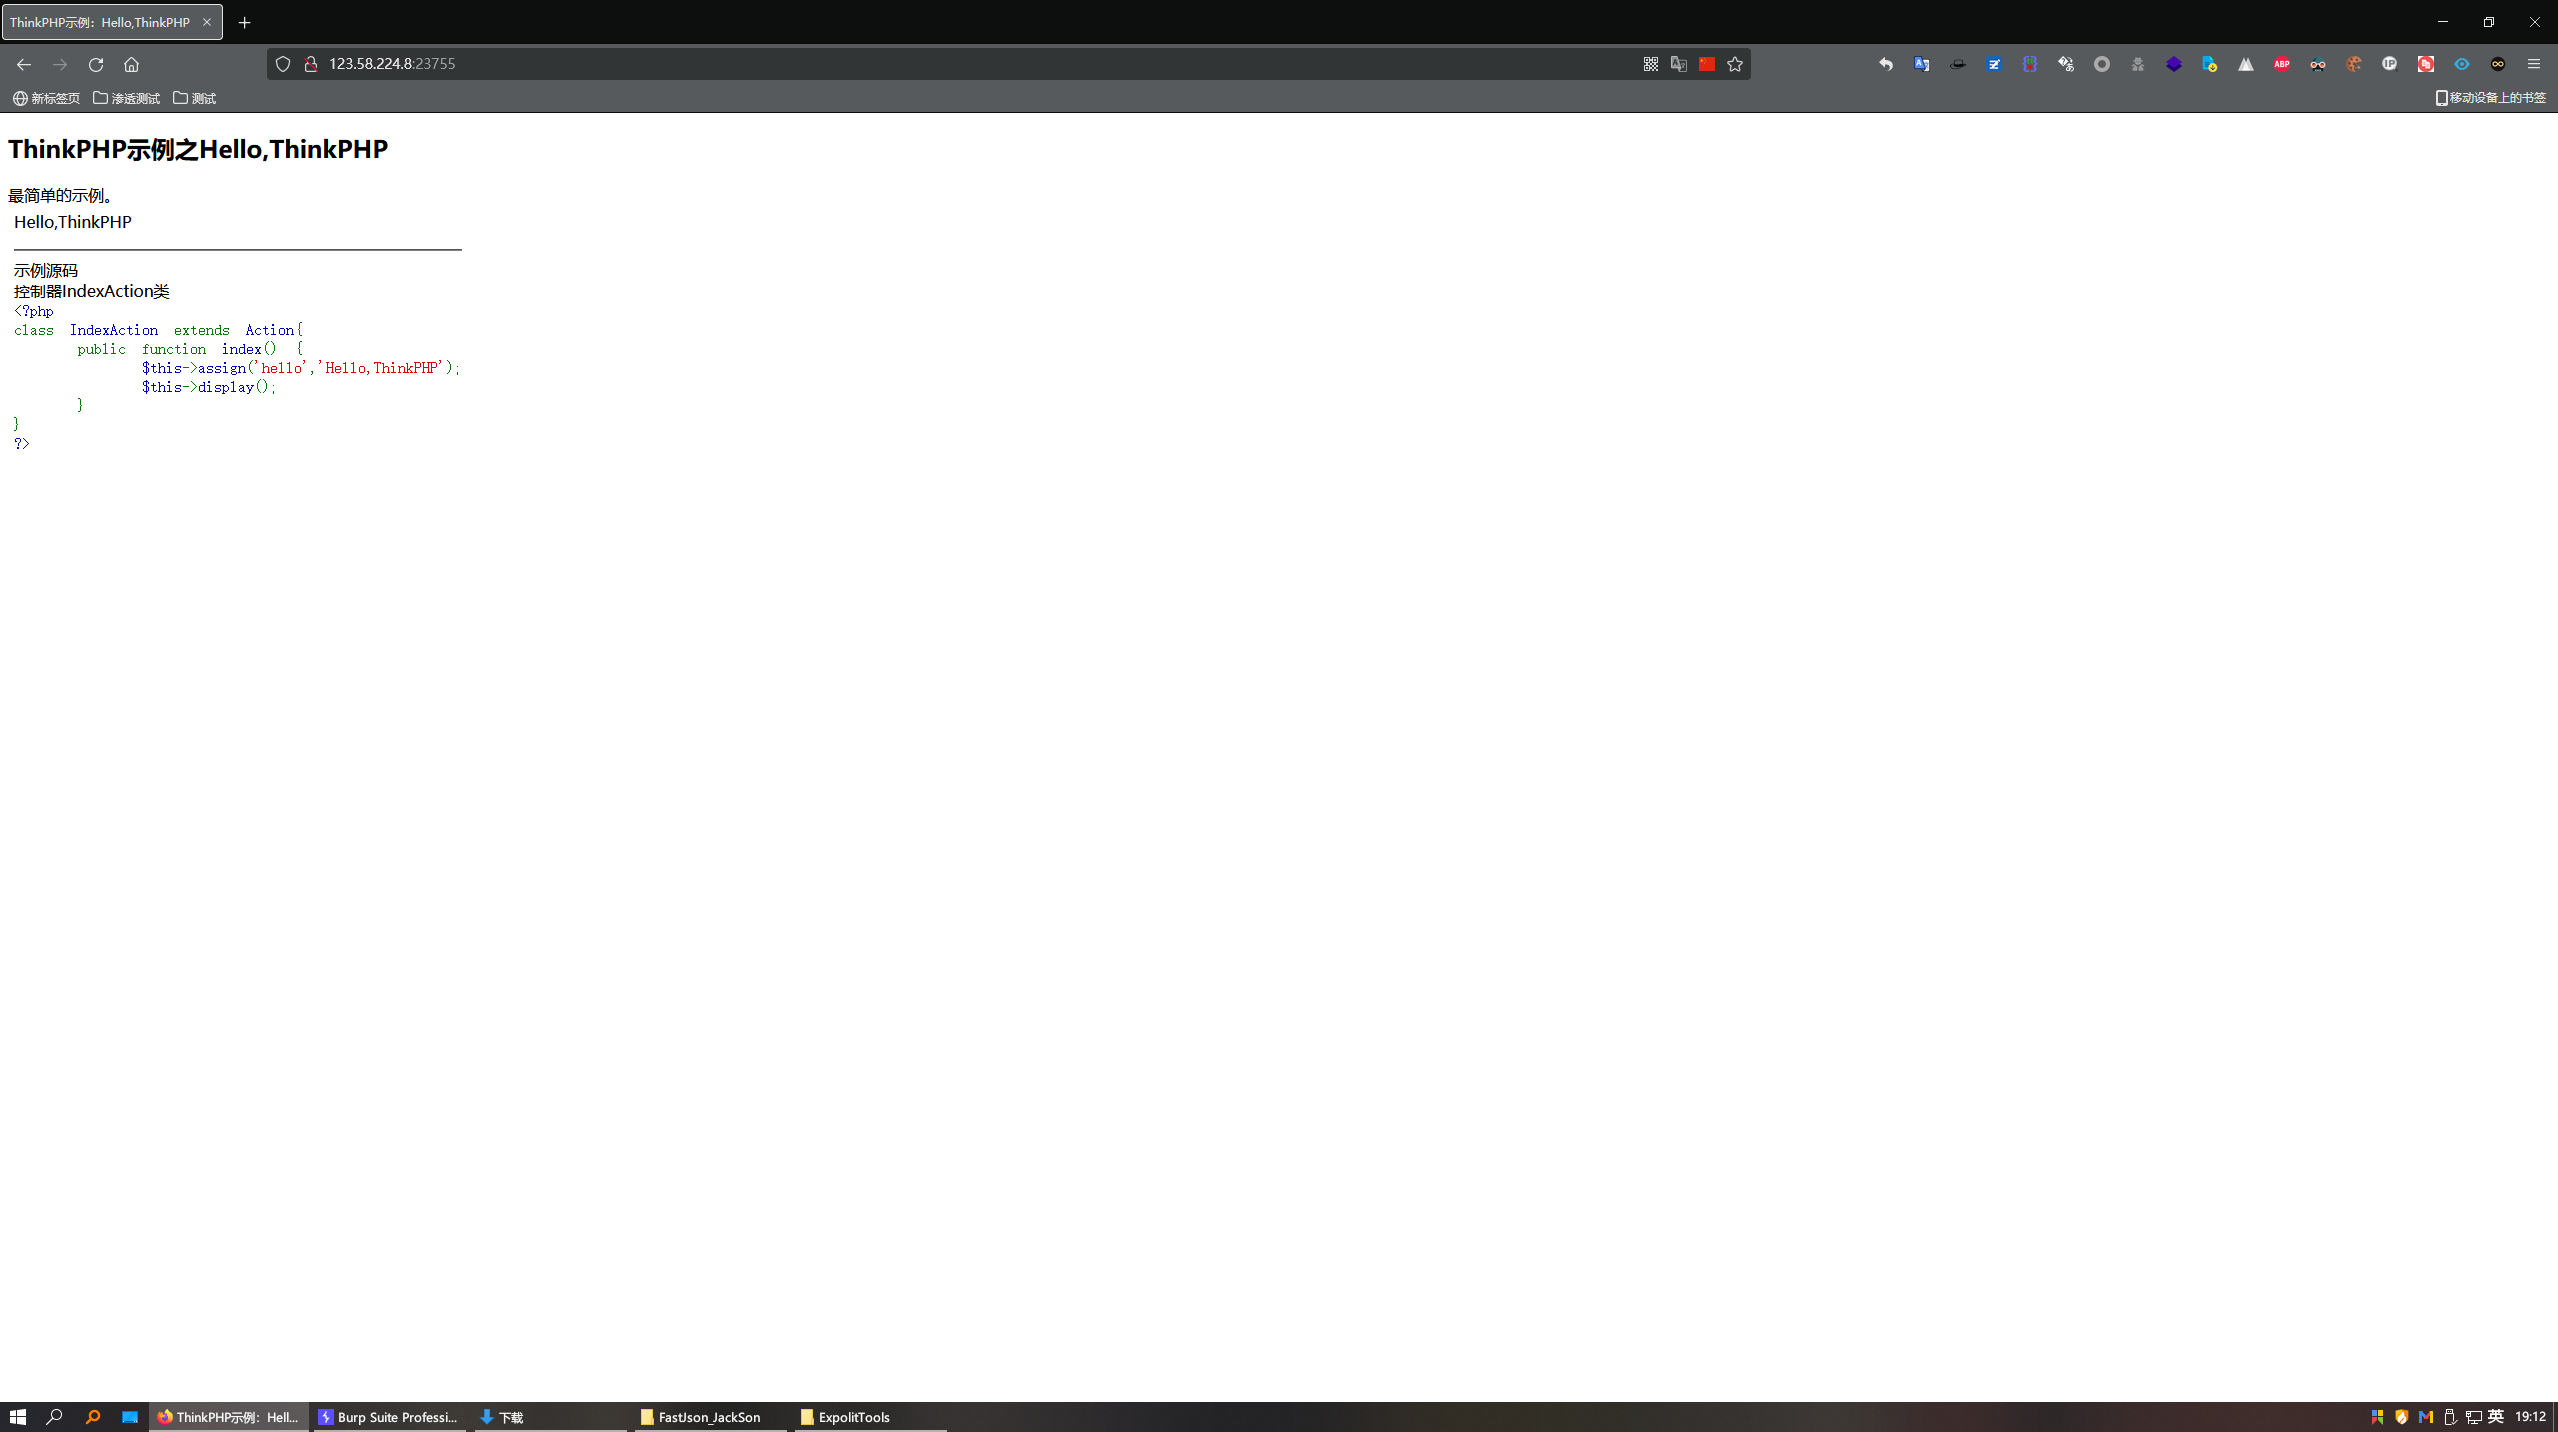 ThinkPHP示例：Hello,ThinkPHP
123.58.224.8:23755
新标签页 渗透测试 测试 移动设备上的书签
ThinkPHP示例之Hello,ThinkPHP
最简单的示例。
Hello,ThinkPHP
示例源码
控制器IndexAction类
<?php
class IndexAction extends Action{
public function index() {
$this->assign('hello','Hello,ThinkPHP');
$this->display();
}
}
?>
ThinkPHP示例：Hell... Burp Suite Professi... 下载 FastJson_JackSon ExpolitTools 英 19:12